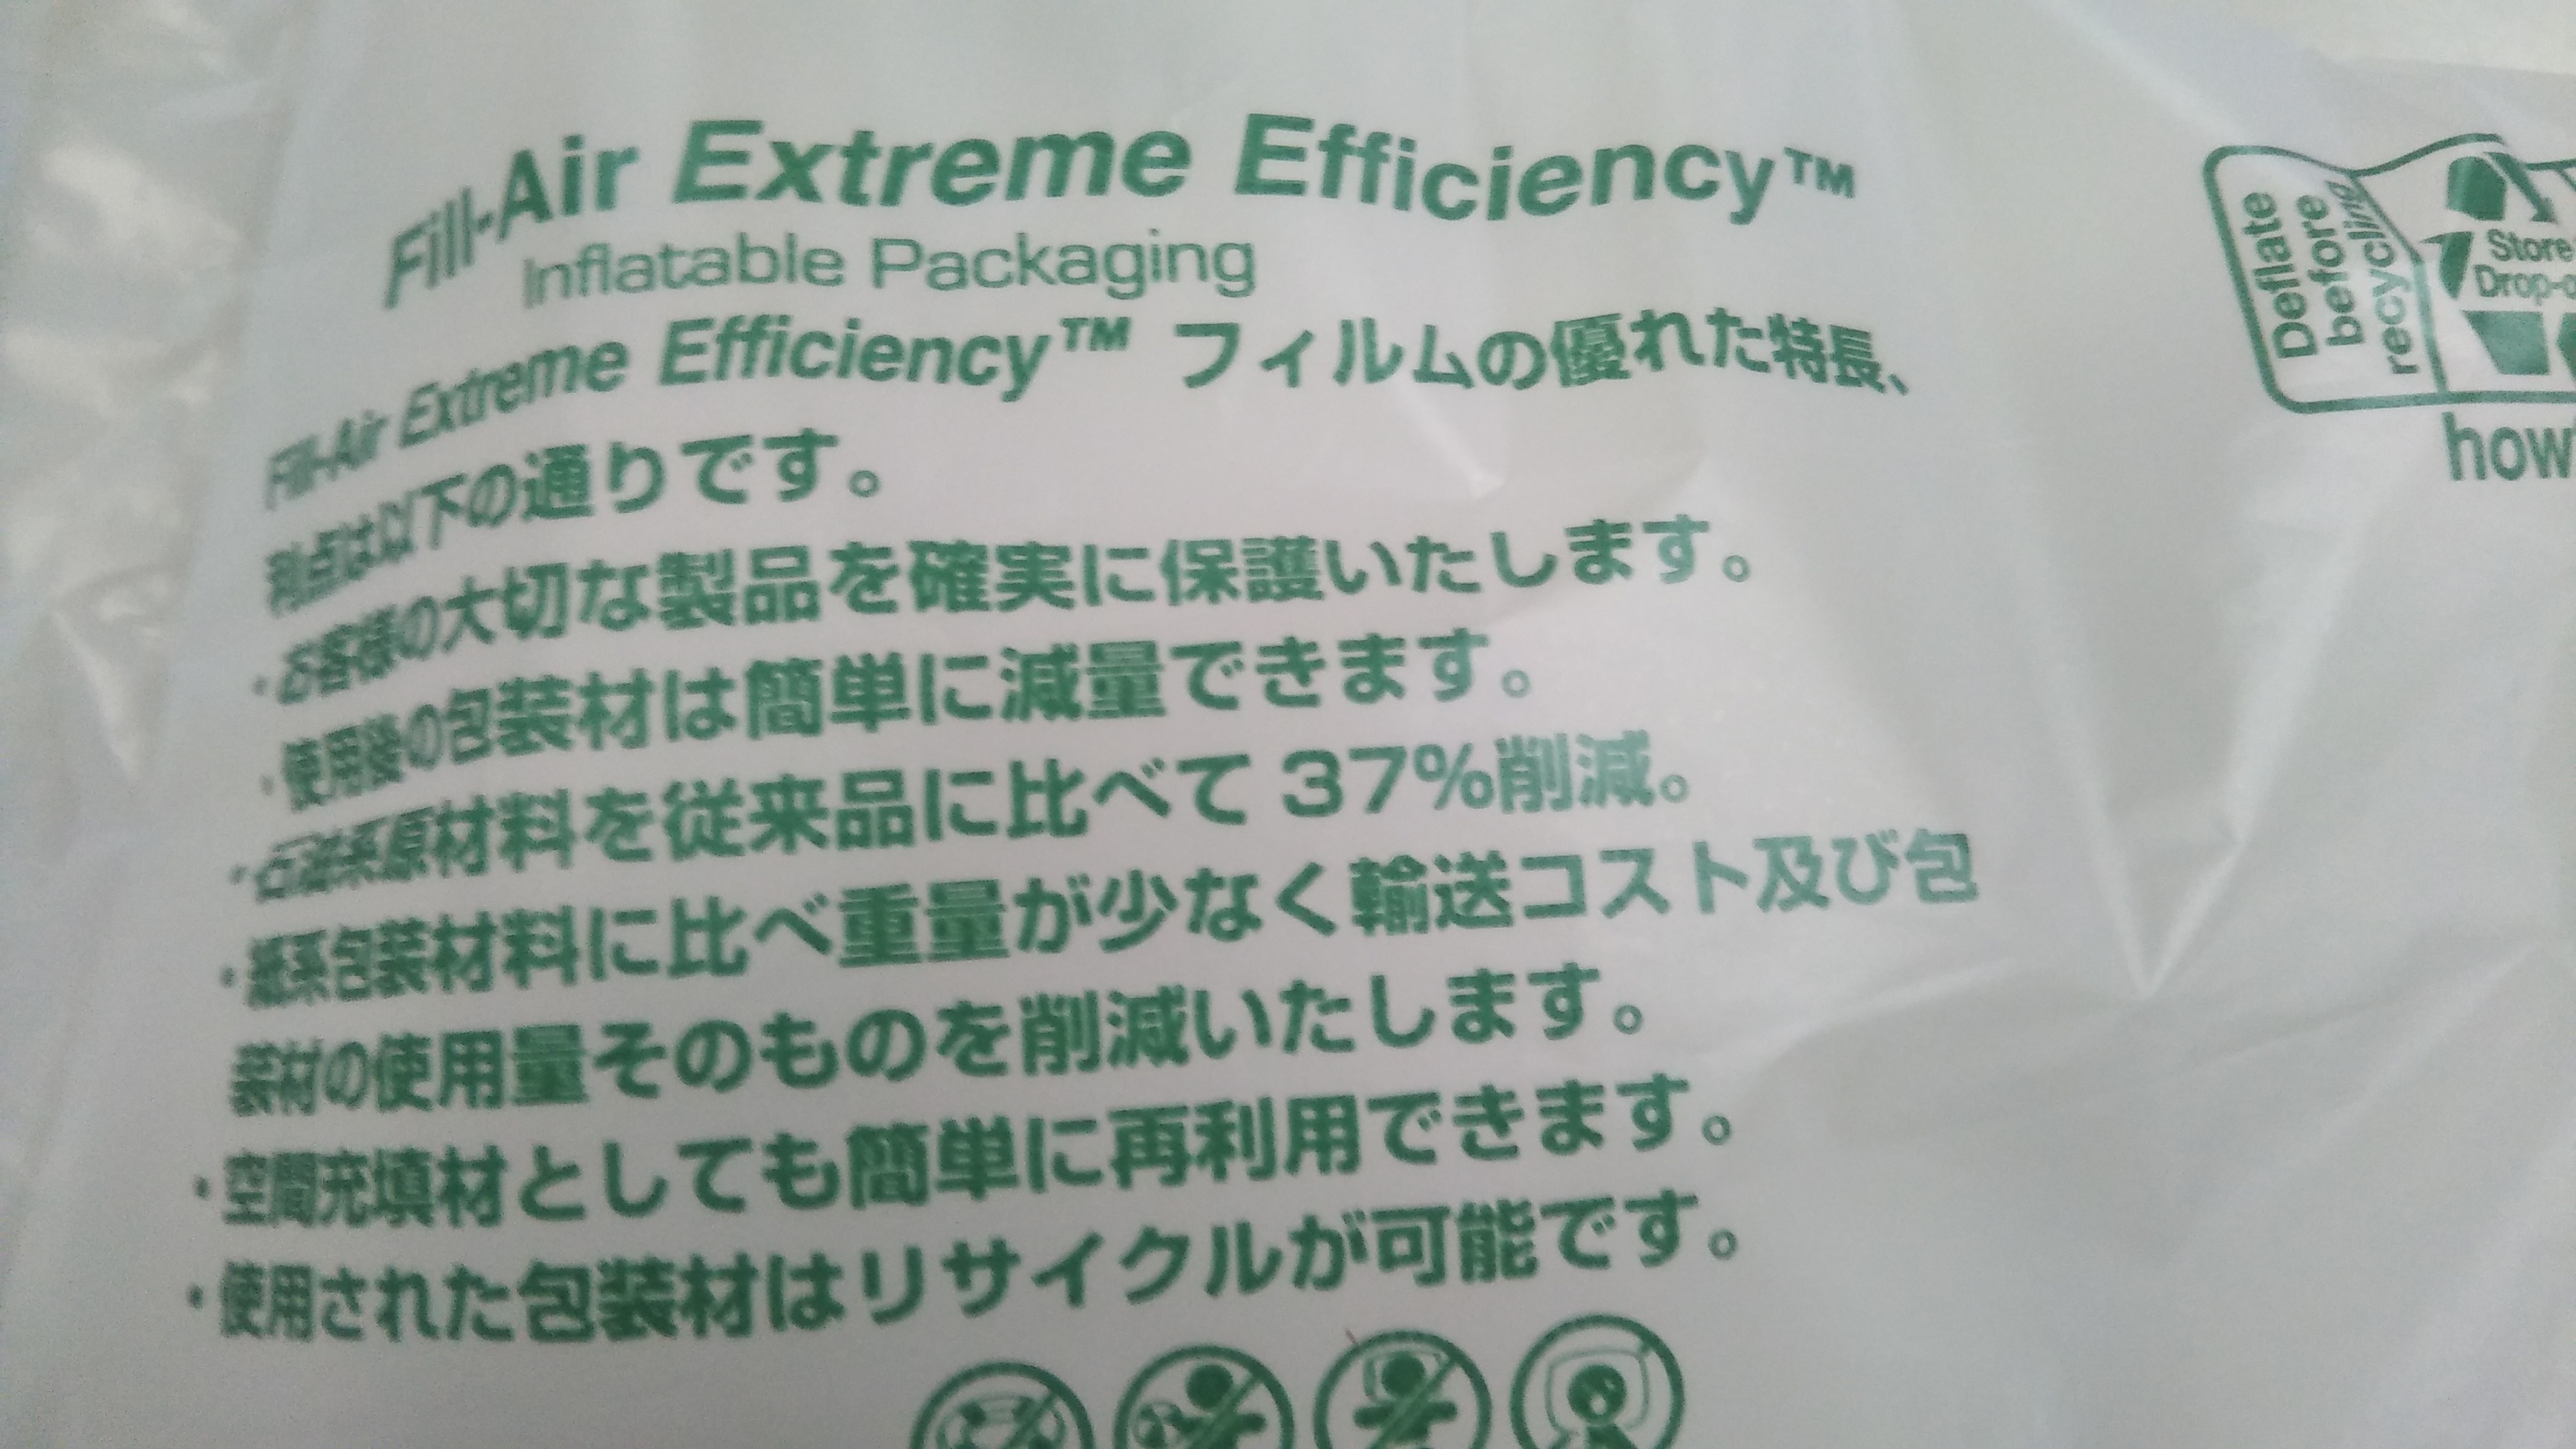 Fill-Air Extreme Efficiency™
Inflatable Packaging
Fill-Air Extreme Efficiency™ フィルムの優れた特長、
利点は以下の通りです。
・お客様の大切な製品を確実に保護いたします。
・使用後の包装材は簡単に減量できます。
・石油系原材料を従来品に比べて 37%削減。
・紙系包装材料に比べ重量が少なく輸送コスト及び包
装材の使用量そのものを削減いたします。
・空間充填材としても簡単に再利用できます。
・使用された包装材はリサイクルが可能です。
Deflate
before
recycling
Store
Drop-o
how